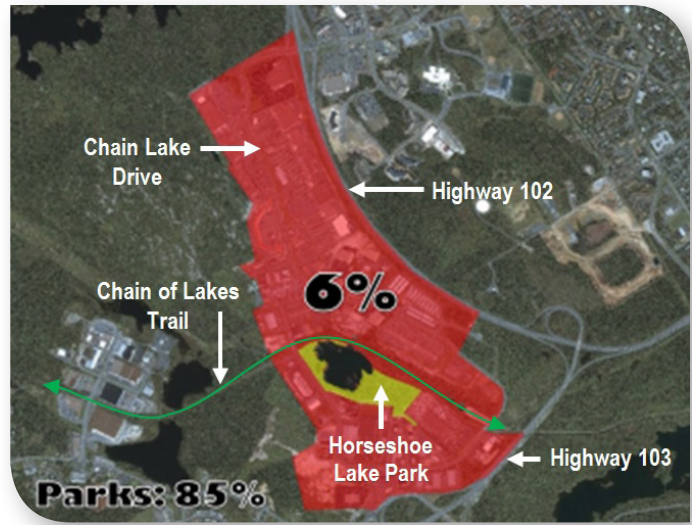 Chain Lake
Drive
Highway 102
Chain of Lakes
Trail
6%
Horseshoe
Lake Park
Highway 103
Parks: 85%